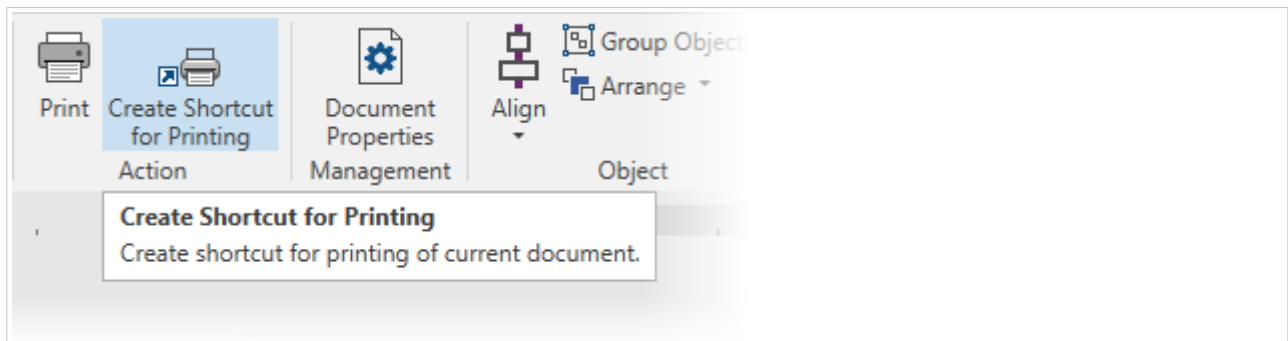 Print
Create Shortcut
for Printing
Document
Properties
Align
Group Object
Arrange
Action
Management
Object
Create Shortcut for Printing
Create shortcut for printing of current document.